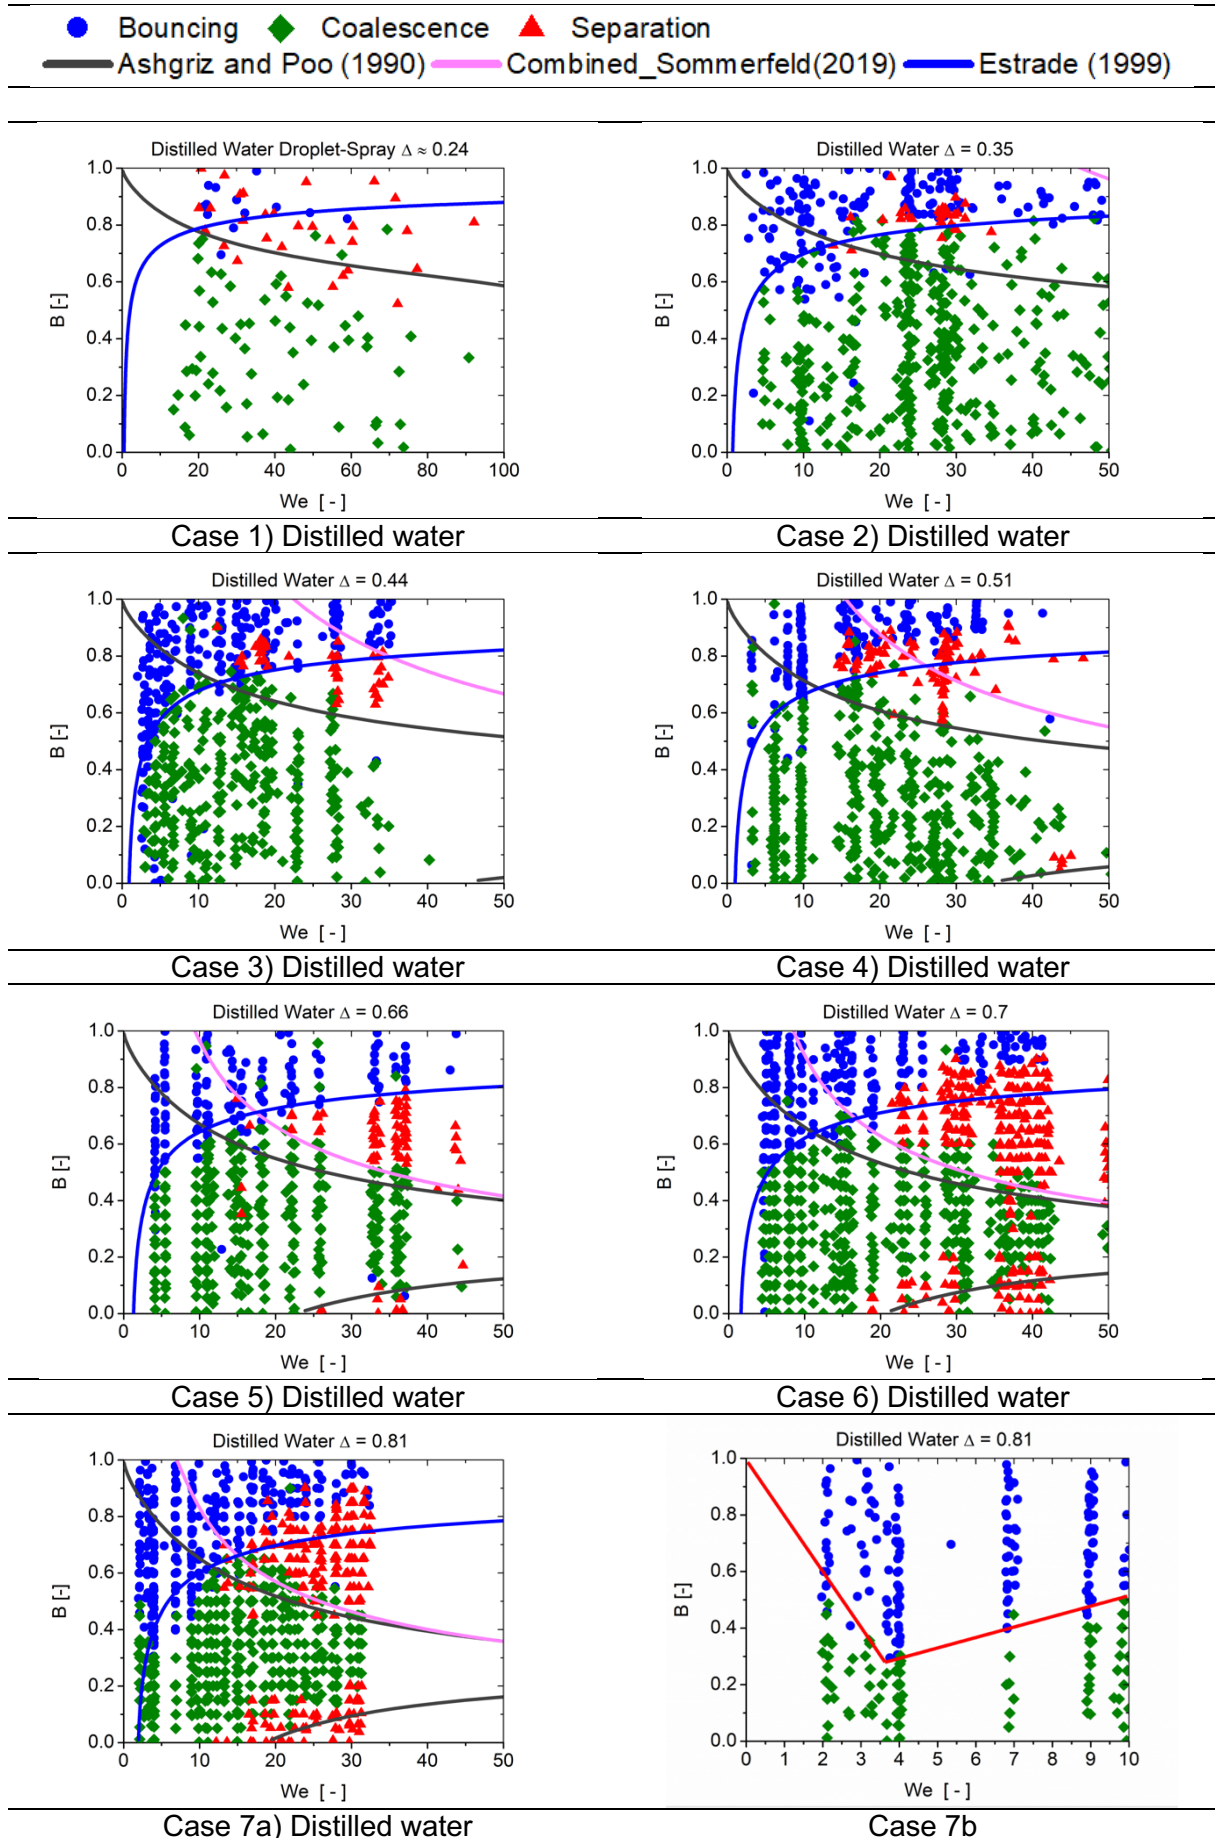 Bouncing Coalescence Separation
Ashgriz and Poo (1990) Combined_Sommerfeld(2019) Estrade (1999)
Distilled Water Droplet-Spray Δ ≈ 0.24
1.0
0.8
0.6
0.4
0.2
0.0
B [-]
0 20 40 60 80 100
We [ - ]
Case 1) Distilled water
Distilled Water Δ = 0.35
1.0
0.8
0.6
0.4
0.2
0.0
B [-]
0 10 20 30 40 50
We [ - ]
Case 2) Distilled water
Distilled Water Δ = 0.44
1.0
0.8
0.6
0.4
0.2
0.0
B [-]
0 10 20 30 40 50
We [ - ]
Case 3) Distilled water
Distilled Water Δ = 0.51
1.0
0.8
0.6
0.4
0.2
0.0
B [-]
0 10 20 30 40 50
We [ - ]
Case 4) Distilled water
Distilled Water Δ = 0.66
1.0
0.8
0.6
0.4
0.2
0.0
B [-]
0 10 20 30 40 50
We [ - ]
Case 5) Distilled water
Distilled Water Δ = 0.7
1.0
0.8
0.6
0.4
0.2
0.0
B [-]
0 10 20 30 40 50
We [ - ]
Case 6) Distilled water
Distilled Water Δ = 0.81
1.0
0.8
0.6
0.4
0.2
0.0
B [-]
0 10 20 30 40 50
We [ - ]
Case 7a) Distilled water
Distilled Water Δ = 0.81
1.0
0.8
0.6
0.4
0.2
0.0
B [-]
0 1 2 3 4 5 6 7 8 9 10
We [ - ]
Case 7b